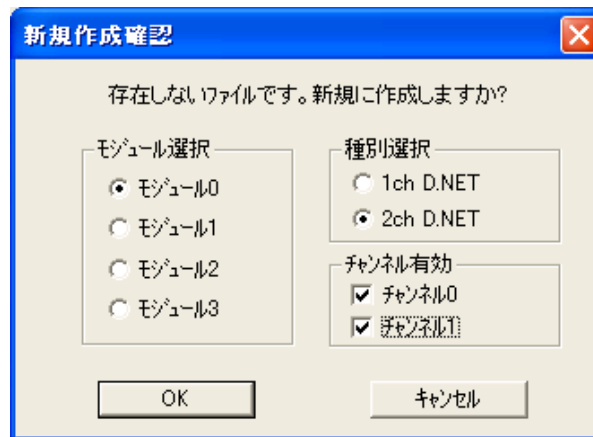 新規作成確認
存在しないファイルです。新規に作成しますか?
ﾓｼﾞｭｰﾙ選択
ﾓｼﾞｭｰﾙ0
ﾓｼﾞｭｰﾙ1
ﾓｼﾞｭｰﾙ2
ﾓｼﾞｭｰﾙ3
種別選択
1ch D.NET
2ch D.NET
ﾁｬﾝﾈﾙ有効
ﾁｬﾝﾈﾙ0
ﾁｬﾝﾈﾙ1
OK
ｷｬﾝｾﾙ